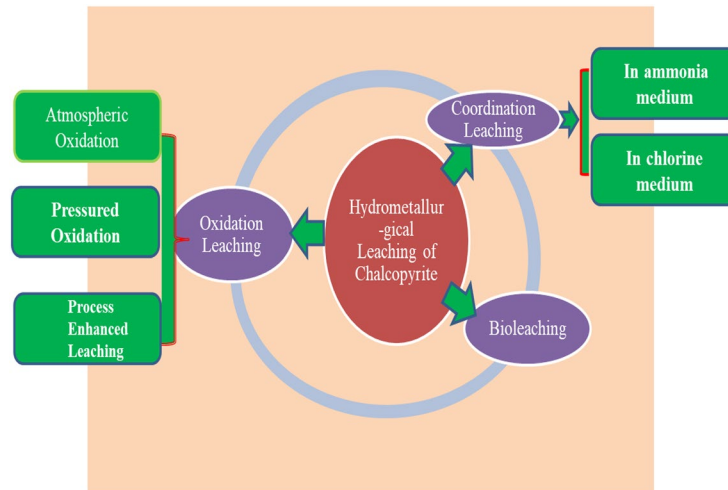 Atmospheric
Oxidation
Pressured
Oxidation
Process
Enhanced
Leaching
Oxidation
Leaching
Hydrometallur
-gical
Leaching of
Chalcopyrite
Coordination
Leaching
Bioleaching
In ammonia
medium
In chlorine
medium